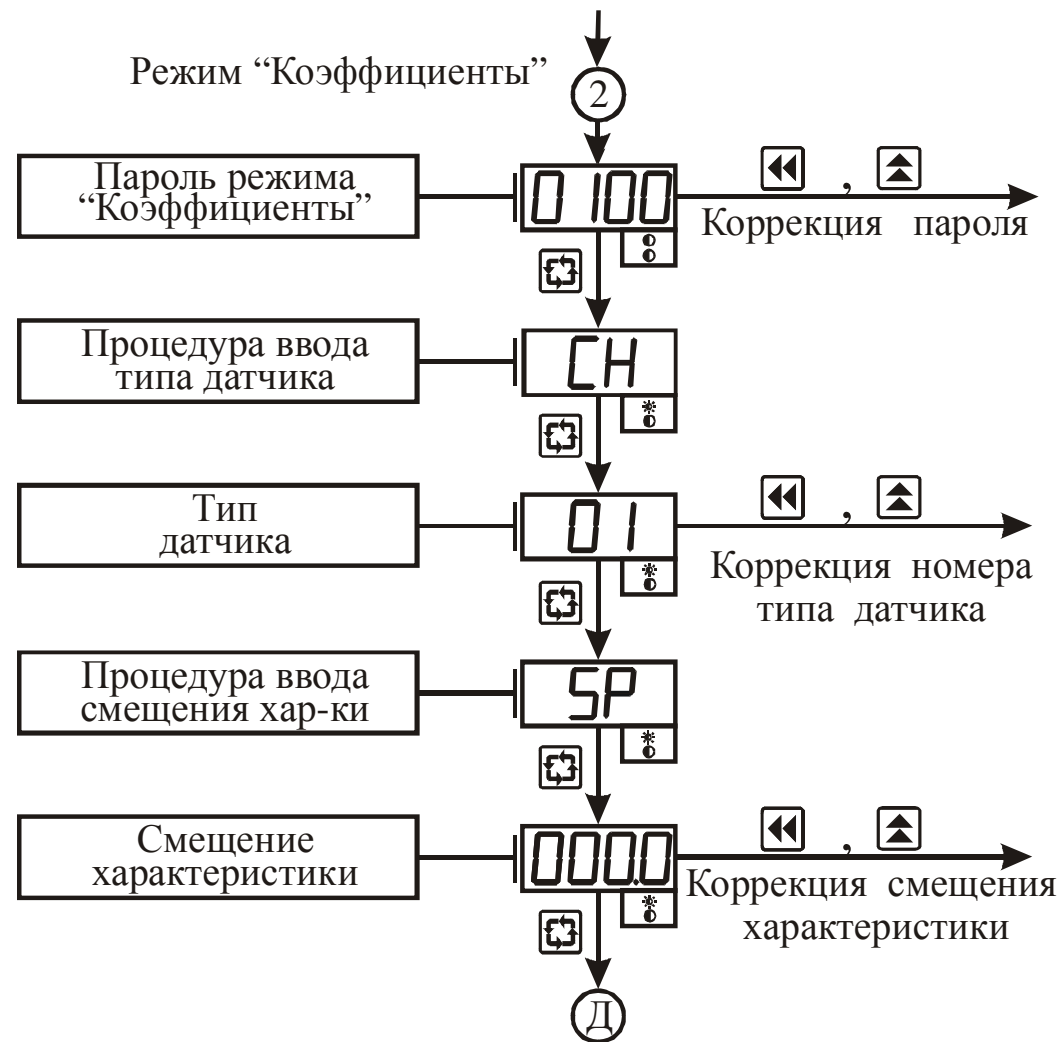 Режим “Коэффициенты”
2
Пароль режима
“Коэффициенты”
0100
,
Коррекция пароля
Процедура ввода
типа датчика
CH
Тип
датчика
01
,
Коррекция номера
типа датчика
Процедура ввода
смещения хар-ки
SP
Смещение
характеристики
000.0
,
Коррекция смещения
характеристики
Д